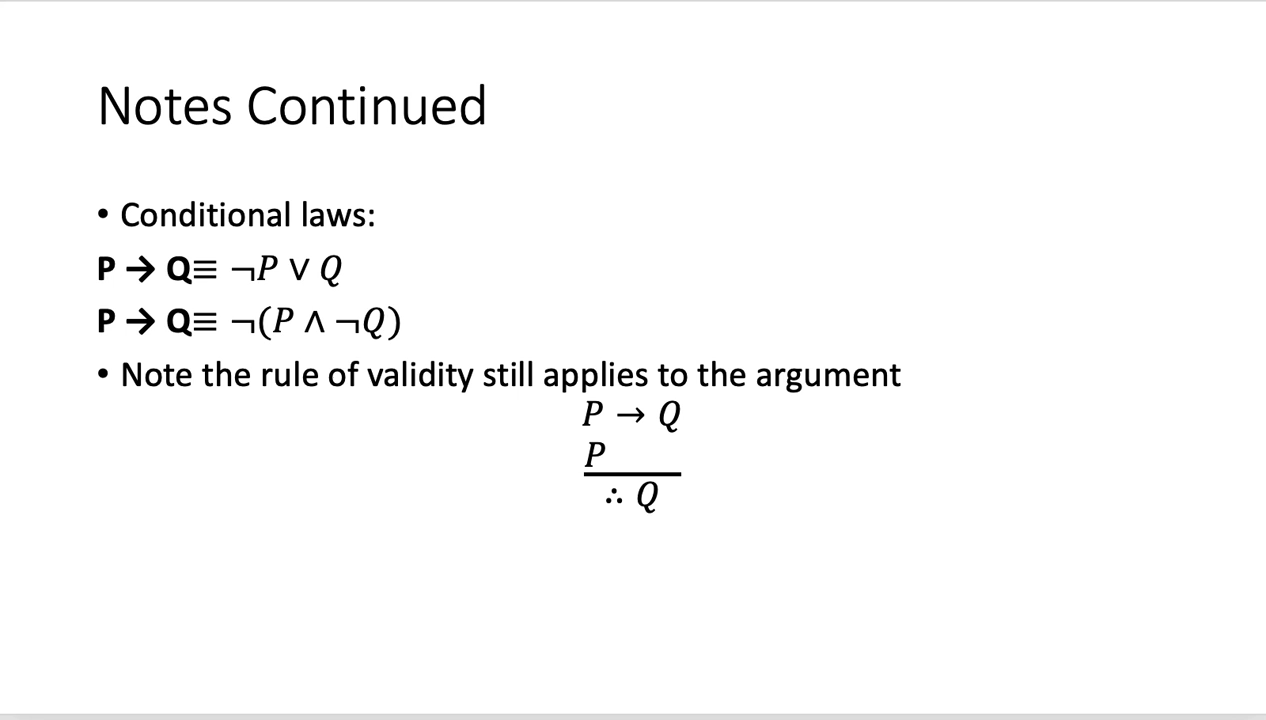 Notes Continued
• Conditional laws:
P → Q≡ ¬P ∨ Q
P → Q≡ ¬(P ∧ ¬Q)
• Note the rule of validity still applies to the argument
P → Q
P
∴ Q